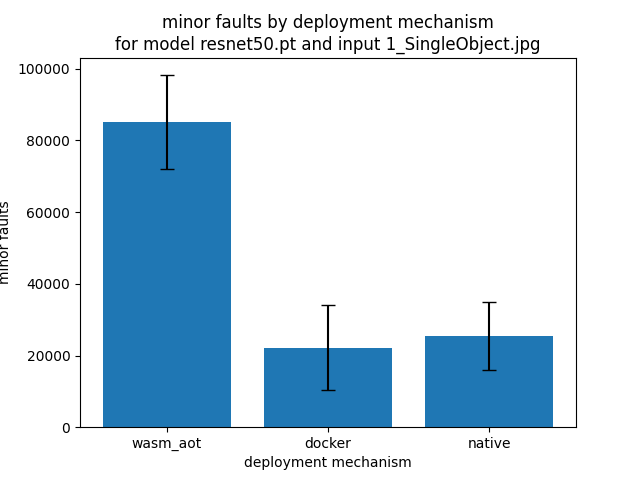 minor faults by deployment mechanism
for model resnet50.pt and input 1_SingleObject.jpg
100000
80000
60000
40000
20000
0
minor faults
wasm_aot
docker
native
deployment mechanism